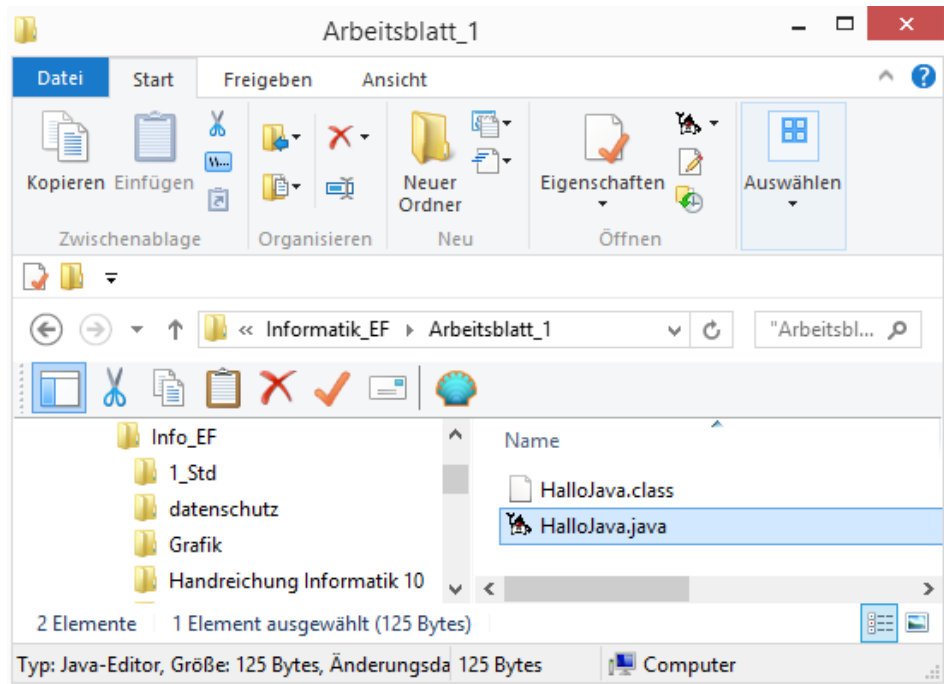 Arbeitsblatt_1
Datei Start Freigeben Ansicht
Kopieren Einfügen Neuer Ordner Eigenschaften Auswählen
Zwischenablage Organisieren Neu Öffnen
« Informatik_EF Arbeitsblatt_1 "Arbeitsbl...
Info_EF Name
1_Std HalloJava.class
datenschutz HalloJava.java
Grafik
Handreichung Informatik 10
2 Elemente 1 Element ausgewählt (125 Bytes)
Typ: Java-Editor, Größe: 125 Bytes, Änderungsda 125 Bytes Computer